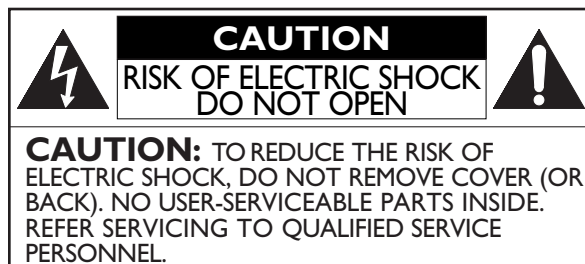 CAUTION
RISK OF ELECTRIC SHOCK
DO NOT OPEN
CAUTION: TO REDUCE THE RISK OF
ELECTRIC SHOCK, DO NOT REMOVE COVER (OR
BACK). NO USER-SERVICEABLE PARTS INSIDE.
REFER SERVICING TO QUALIFIED SERVICE
PERSONNEL.